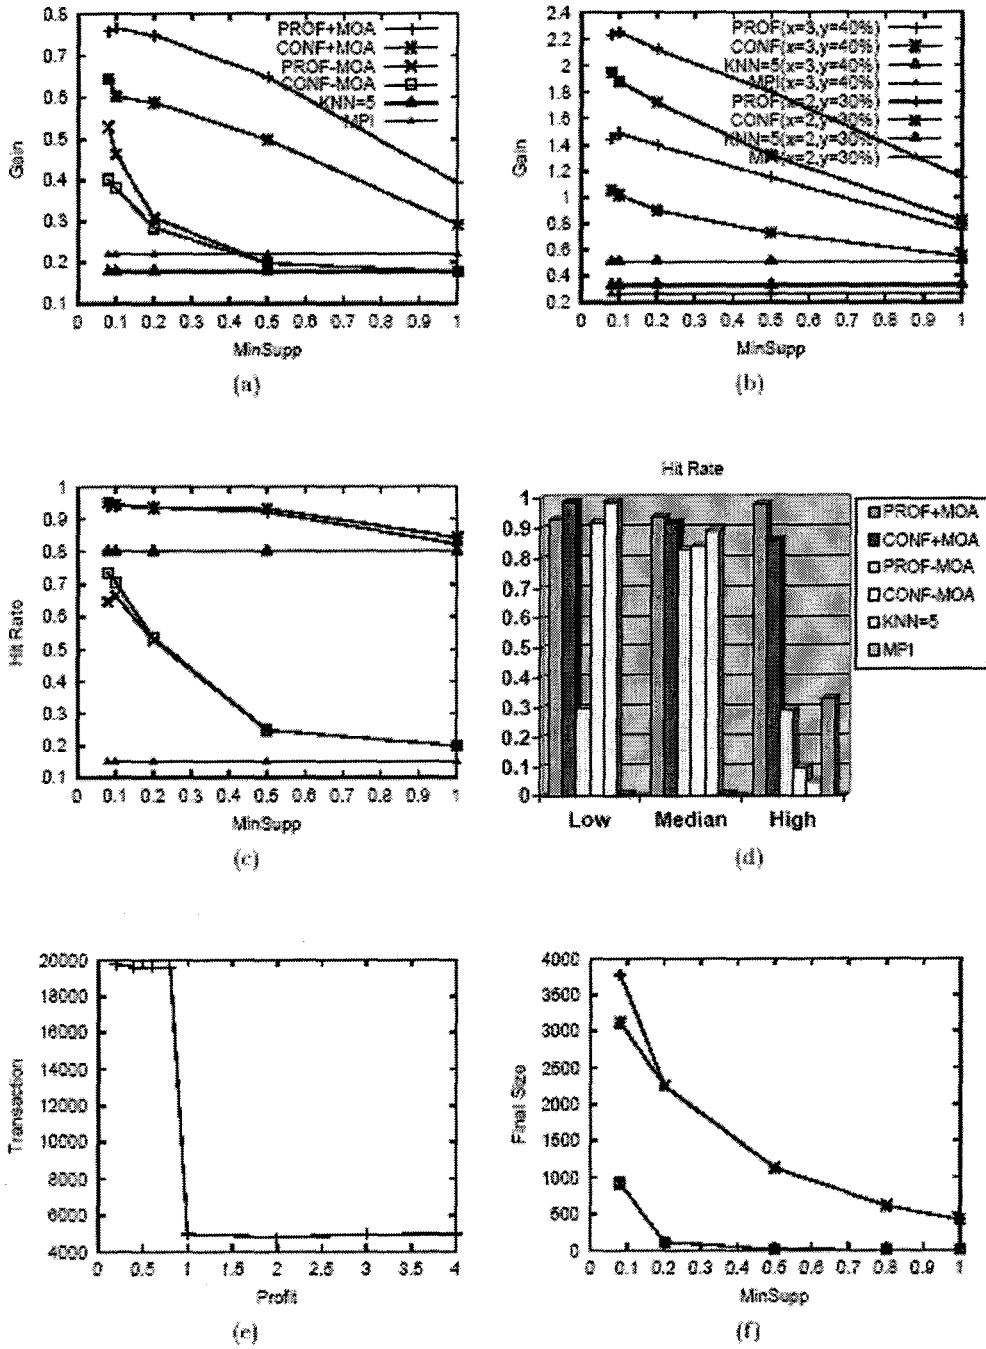 0.8
0.7
0.6
0.5
0.4
0.3
0.2
0.1
Gain
PROF+MOA
CONF+MOA
PROF-MOA
CONF-MOA
KNN=5
MPI
0 0.1 0.2 0.3 0.4 0.5 0.6 0.7 0.8 0.9 1
MinSupp
(a)
2.4
2.2
2
1.8
1.6
1.4
1.2
1
0.8
0.6
0.4
0.2
Gain
PROF(x=3,y=40%)
CONF(x=3,y=40%)
KNN=5(x=3,y=40%)
MPI(x=3,y=40%)
PROF(x=2,y=30%)
CONF(x=2,y=30%)
KNN=5(x=2,y=30%)
MPI(x=2,y=30%)
0 0.1 0.2 0.3 0.4 0.5 0.6 0.7 0.8 0.9 1
MinSupp
(b)
1
0.9
0.8
0.7
0.6
0.5
0.4
0.3
0.2
0.1
Hit Rate
0 0.1 0.2 0.3 0.4 0.5 0.6 0.7 0.8 0.9 1
MinSupp
(c)
Hit Rate
1
0.9
0.8
0.7
0.6
0.5
0.4
0.3
0.2
0.1
0
Low Median High
PROF+MOA
CONF+MOA
PROF-MOA
CONF-MOA
KNN=5
MPI
(d)
20000
18000
16000
14000
12000
10000
8000
6000
4000
Transaction
0 0.5 1 1.5 2 2.5 3 3.5 4
Profit
(e)
4000
3500
3000
2500
2000
1500
1000
500
0
Final Size
0 0.1 0.2 0.3 0.4 0.5 0.6 0.7 0.8 0.9 1
MinSupp
(f)